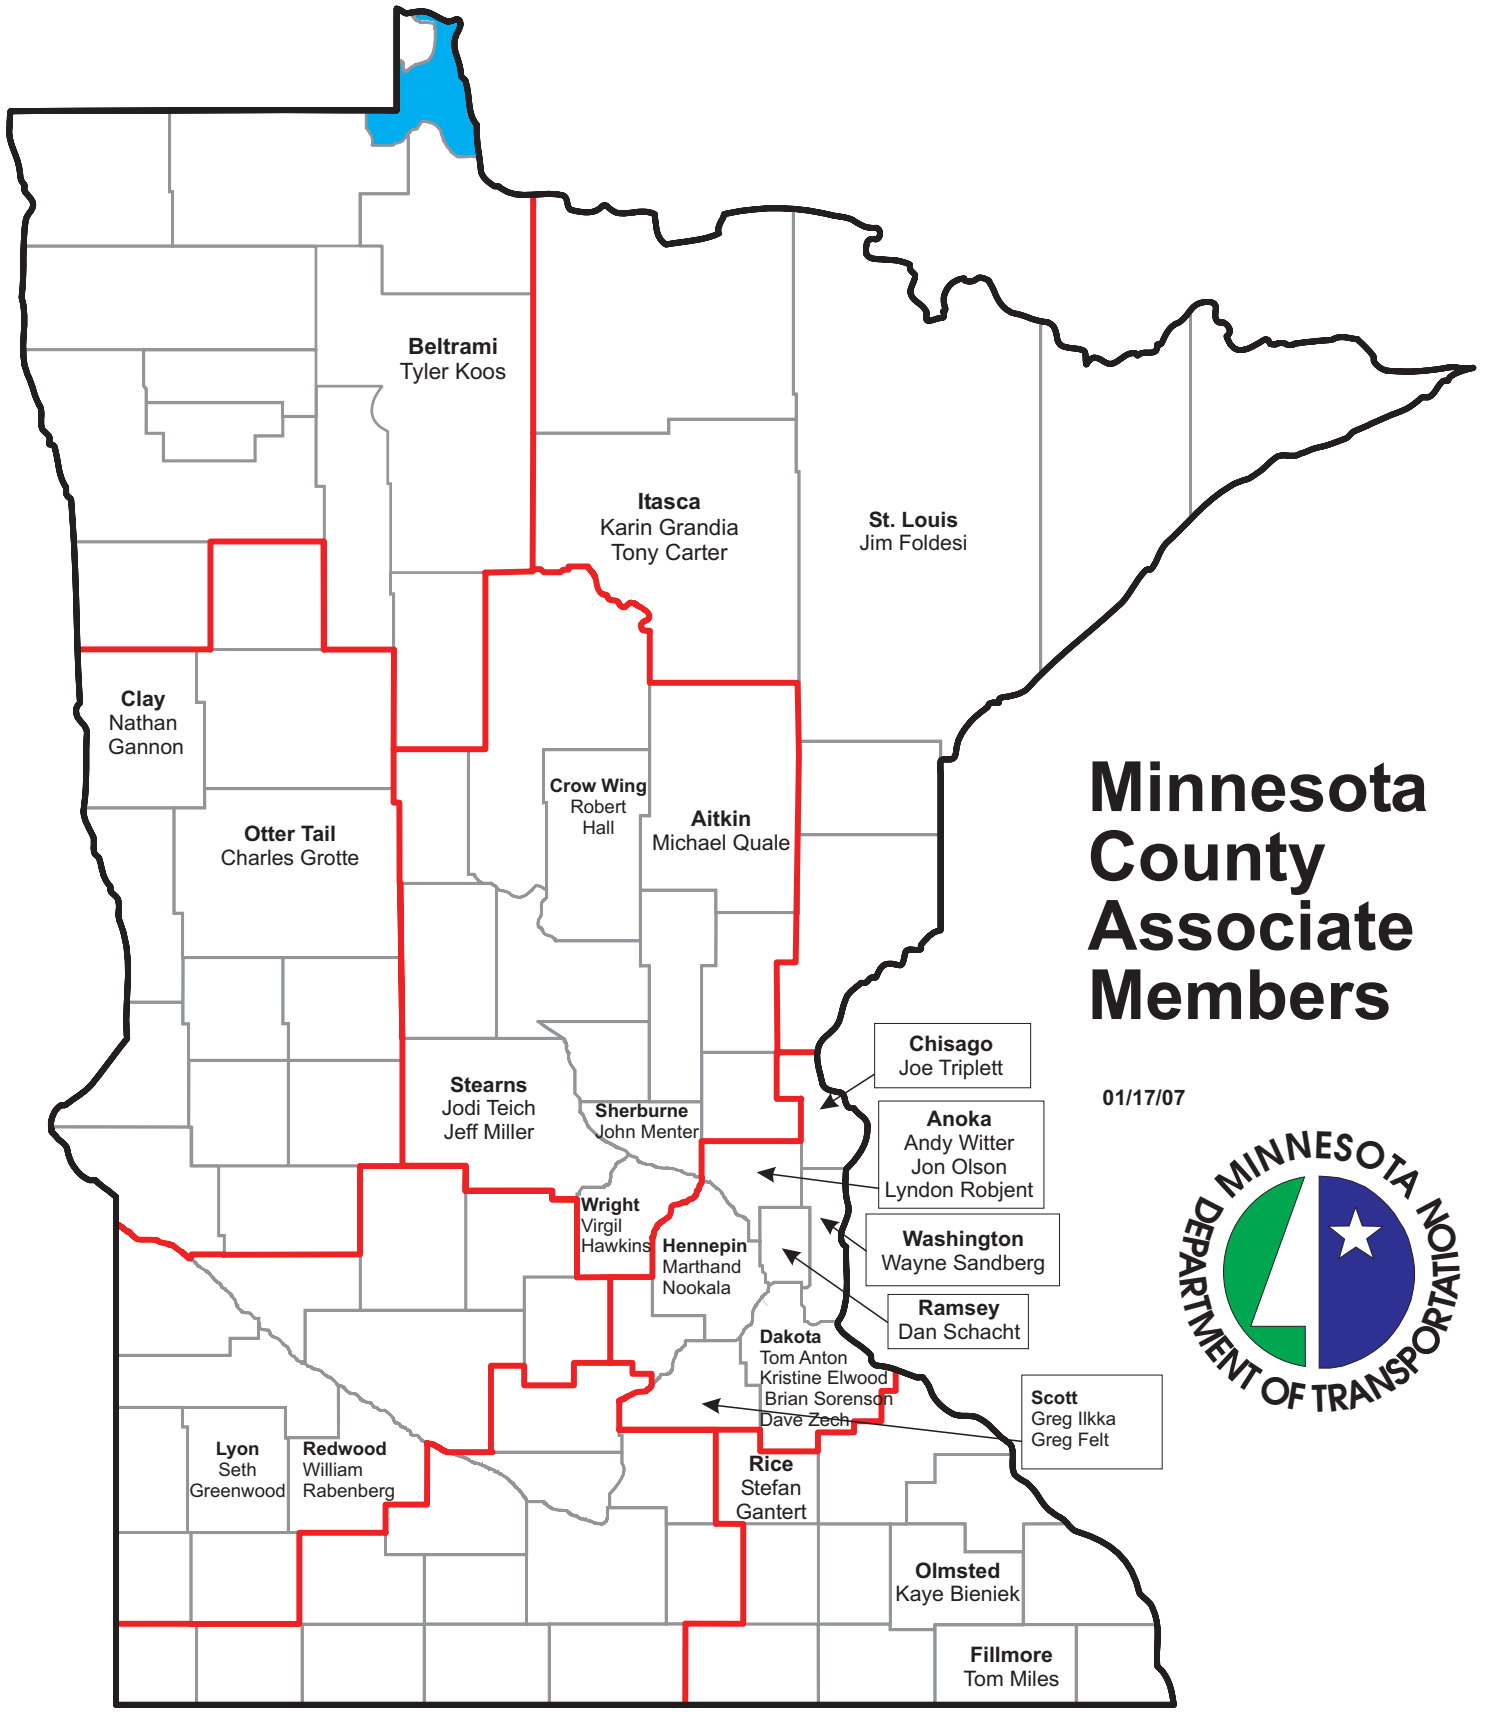 Beltrami
Tyler Koos
Itasca
Karin Grandia
Tony Carter
St. Louis
Jim Foldesi
Clay
Nathan
Gannon
Crow Wing
Robert
Hall
Aitkin
Michael Quale
Otter Tail
Charles Grotte
Minnesota
County
Associate
Members
01/17/07
Chisago
Joe Triplett
Stearns
Jodi Teich
Jeff Miller
Sherburne
John Menter
Anoka
Andy Witter
Jon Olson
Lyndon Robjent
Wright
Virgil
Hawkins
Hennepin
Marthand
Nookala
Washington
Wayne Sandberg
Ramsey
Dan Schacht
Dakota
Tom Anton
Kristine Elwood
Brian Sorenson
Dave Zech
Scott
Greg Ilkka
Greg Felt
Lyon
Seth
Greenwood
Redwood
William
Rabenberg
Rice
Stefan
Gantert
Olmsted
Kaye Bieniek
Fillmore
Tom Miles
MINNESOTA
DEPARTMENT OF TRANSPORTATION